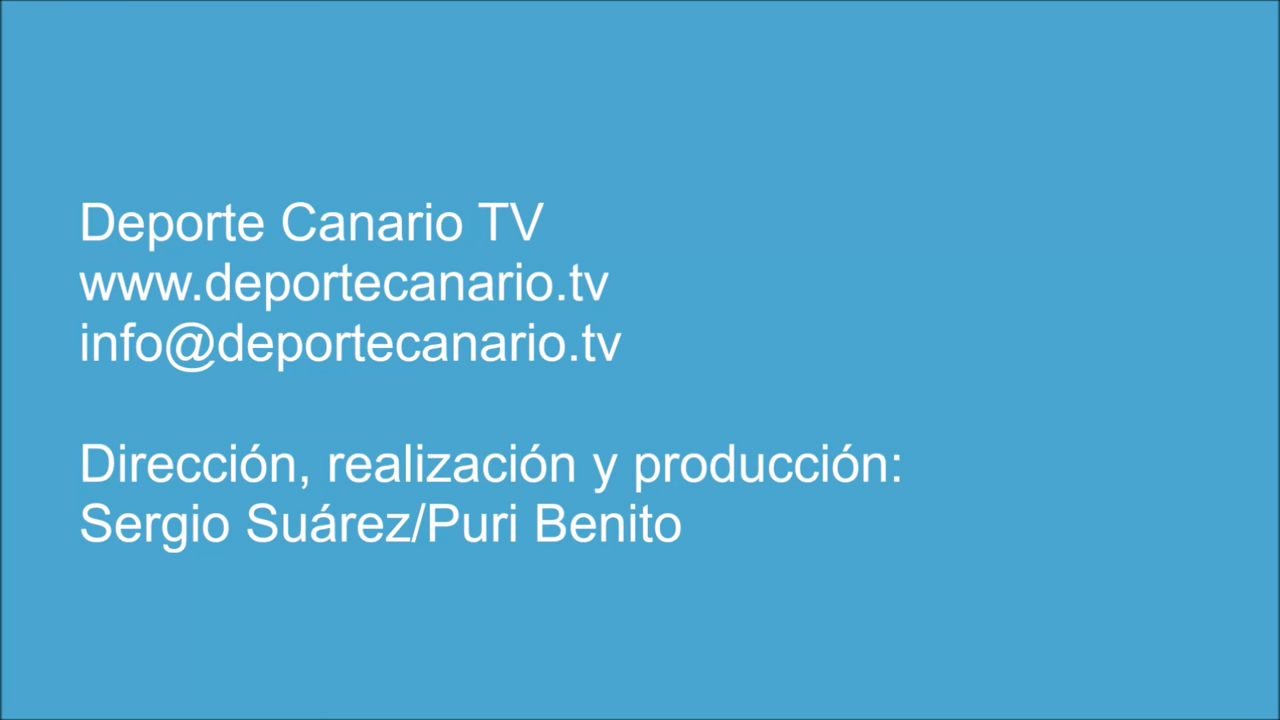 Deporte Canario TV
www.deportecanario.tv
info@deportecanario.tv
Dirección, realización y producción:
Sergio Suárez/Puri Benito